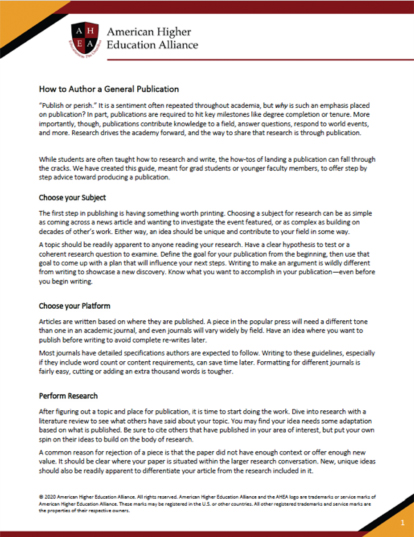 A H
E A
American Higher
Education Alliance
How to Author a General Publication
"Publish or perish." It is a sentiment often repeated throughout academia, but why is such an emphasis placed
on publication? In part, publications are required to hit key milestones like degree completion or tenure. More
importantly, though, publications contribute knowledge to a field, answer questions, respond to world events,
and more. Research drives the academy forward, and the way to share that research is through publication.
While students are often taught how to research and write, the how-tos of landing a publication can fall through
the cracks. We have created this guide, meant for grad students or younger faculty members, to offer step by
step advice toward producing a publication.
Choose your Subject
The first step in publishing is having something worth printing. Choosing a subject for research can be as simple
as coming across a news article and wanting to investigate the event featured, or as complex as building on
decades of other's work. Either way, an idea should be unique and contribute to your field in some way.
A topic should be readily apparent to anyone reading your research. Have a clear hypothesis to test or a
coherent research question to examine. Define the goal for your publication from the beginning, then use that
goal to come up with a plan that will influence your next steps. Writing to make an argument is wildly different
from writing to showcase a new discovery. Know what you want to accomplish in your publication—even before
you begin writing.
Choose your Platform
Articles are written based on where they are published. A piece in the popular press will need a different tone
than one in an academic journal, and even journals will vary widely by field. Have an idea where you want to
publish before writing to avoid complete re-writes later.
Most journals have detailed specifications authors are expected to follow. Writing to these guidelines, especially
if they include word count or content requirements, can save time later. Formatting for different journals is
fairly easy, cutting or adding an extra thousand words is tougher.
Perform Research
After figuring out a topic and place for publication, it is time to start doing the work. Dive into research with a
literature review to see what others have said about your topic. You may find your idea needs some adaptation
based on what is published. Be sure to cite others that have published in your area of interest, but put your own
spin on their ideas to build on the body of research.
A common reason for rejection of a piece is that the paper did not have enough context or offer enough new
value. It should be clear where your paper is situated within the larger research conversation. New, unique ideas
should also be readily apparent to differentiate your article from the research included in it.
© 2020 American Higher Education Alliance. All rights reserved. American Higher Education Alliance and the AHEA logo are trademarks or service marks of
American Higher Education Alliance. These marks may be registered in the U.S. or other countries. All other registered trademarks and service marks are
the properties of their respective owners.
1